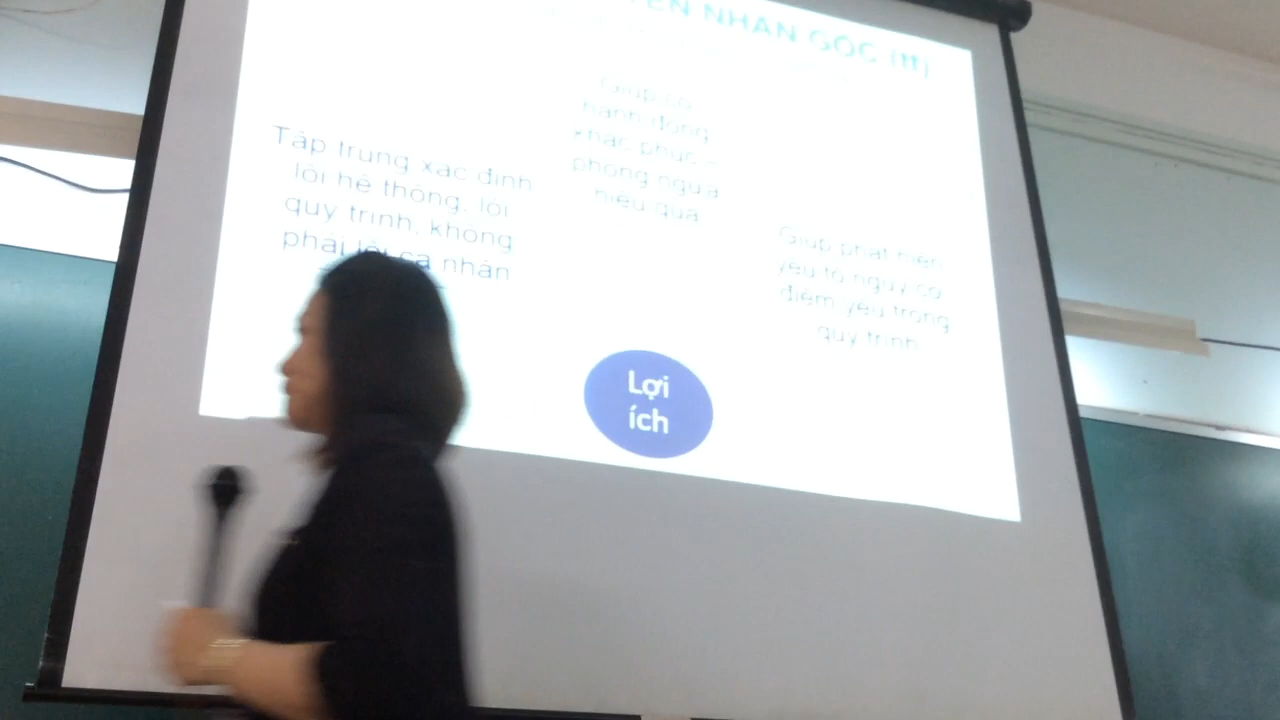 NHÂN GỐC (tt)
Tập trung xác định
lỗi hệ thống, lỗi
quy trình, không
phải lỗi cá nhân
Giúp có
hành động
khắc phục –
phòng ngừa
hiệu quả
Giúp phát hiện
yếu tố nguy cơ,
điểm yếu trong
quy trình
Lợi
ích